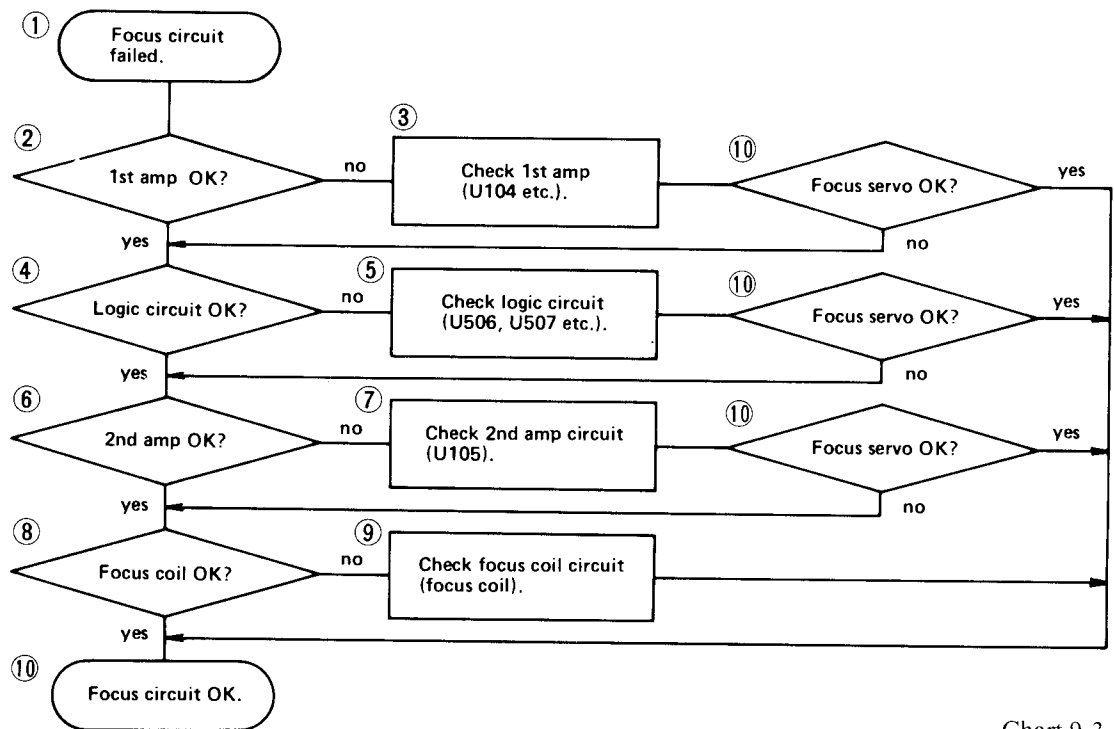 ①
Focus circuit
failed.
②
1st amp OK?
no
③
Check 1st amp
(U104 etc.).
⑩
Focus servo OK?
yes
yes
no
④
Logic circuit OK?
no
⑤
Check logic circuit
(U506, U507 etc.).
⑩
Focus servo OK?
yes
yes
no
⑥
2nd amp OK?
no
⑦
Check 2nd amp circuit
(U105).
⑩
Focus servo OK?
yes
yes
no
⑧
Focus coil OK?
no
⑨
Check focus coil circuit
(focus coil).
yes
⑩
Focus circuit OK.
Chart 9-3